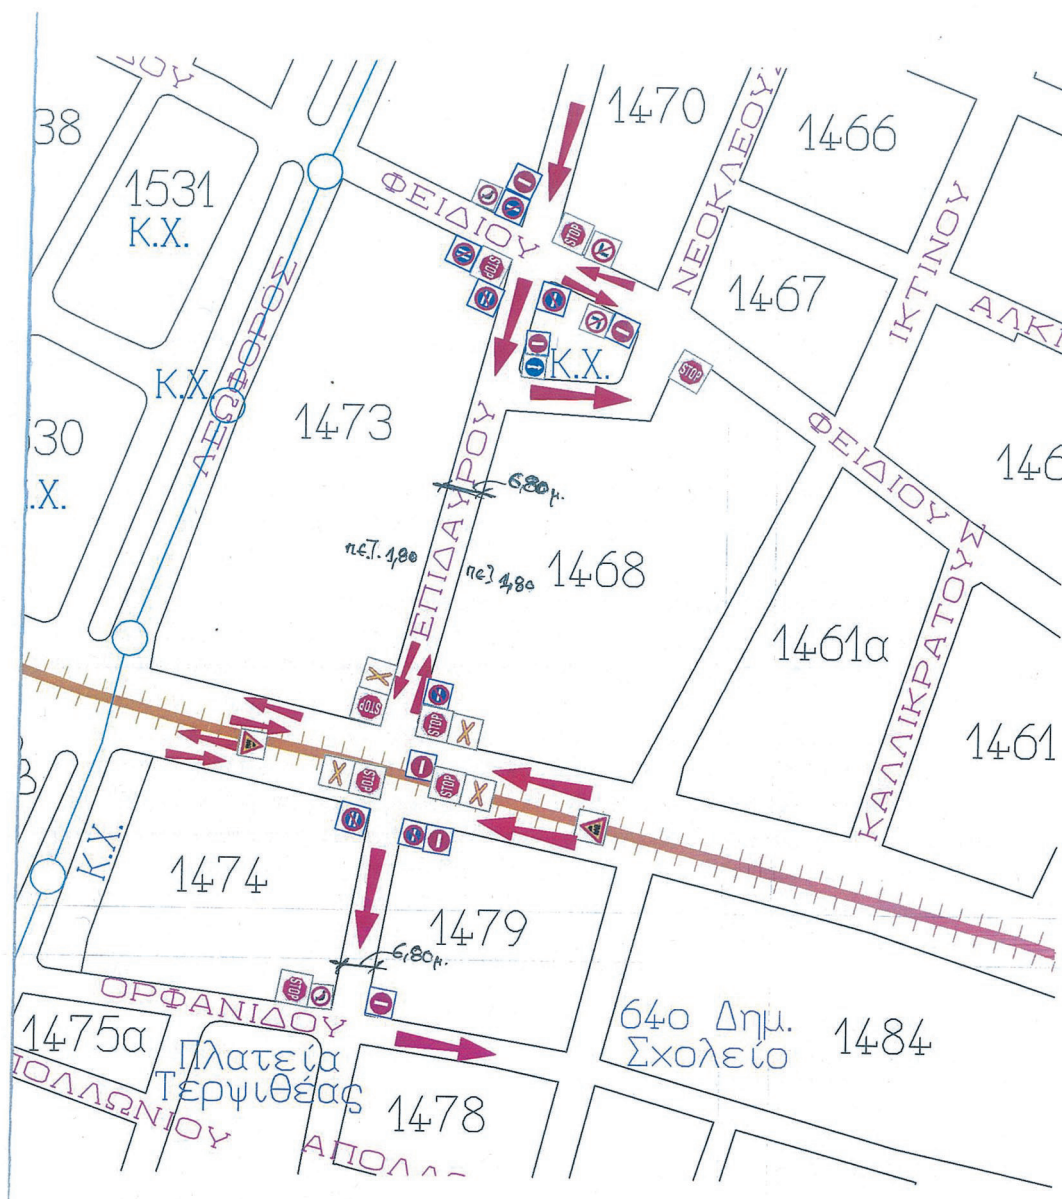 1470
1466
38
1531
Κ.Χ.
ΦΕΙΔΙΟΥ
ΝΕΟΚΛΕΟΥΣ
ΙΚΤΙΝΟΥ
STOP
STOP
1467
ΑΛΚΙ
ΛΕΩΦΟΡΟΣ
Κ.Χ.
Κ.Χ.
STOP
1473
ΦΕΙΔΙΟΥ
ΕΠΙΔΑΥΡΟΥ
6,80μ.
πεζ. 1,80
πεζ 1,80
1468
.Χ.
1461α
ΚΑΛΛΙΚΡΑΤΟΥΣ
1461
STOP
STOP
STOP
STOP
Κ.Χ.
1474
1479
6,80μ.
STOP
ΟΡΦΑΝΙΔΟΥ
1475α
Πλατεία
Τερψιθέας
64ο Δημ.
Σχολείο
1484
1478